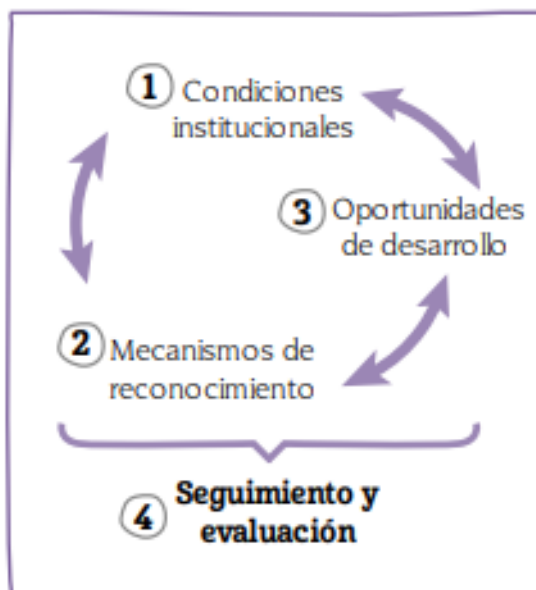 1 Condiciones
institucionales
3 Oportunidades
de desarrollo
2 Mecanismos de
reconocimiento
4 Seguimiento y
evaluación